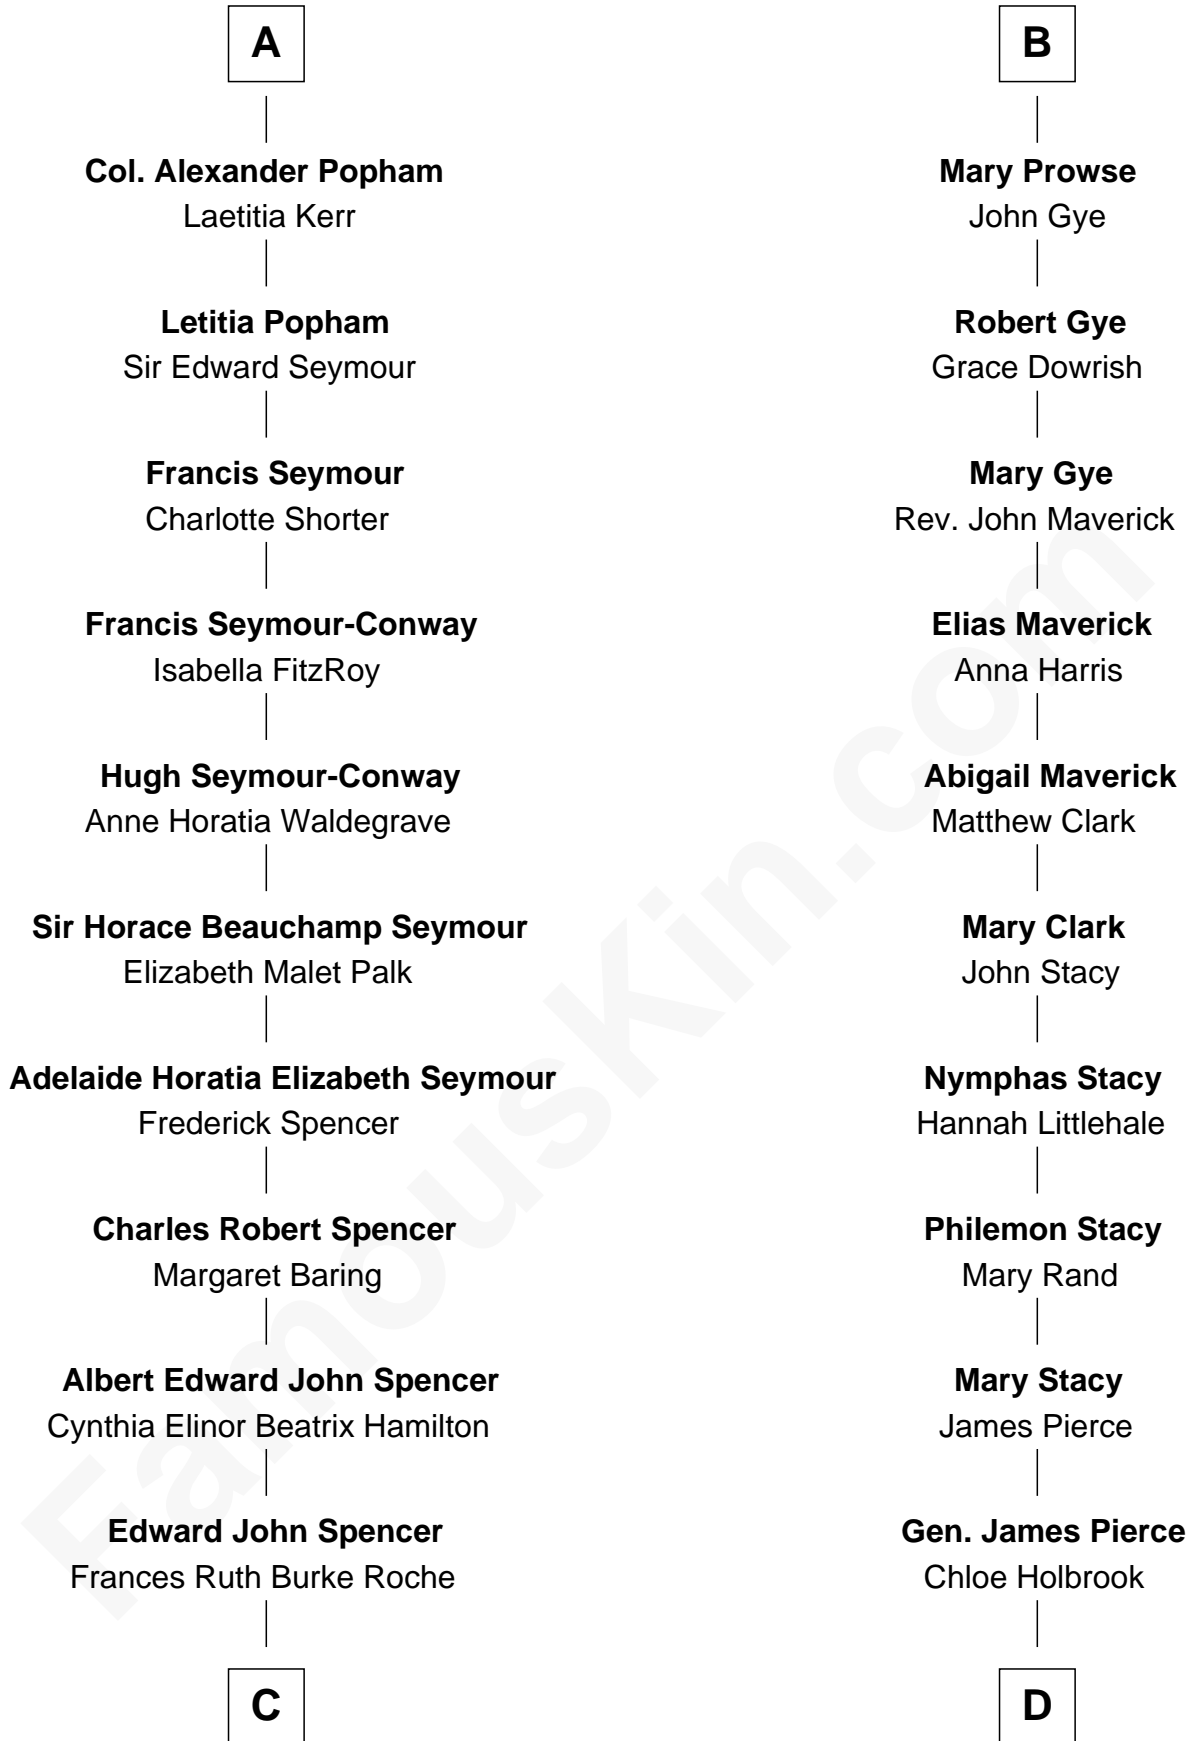 A
Col. Alexander Popham
Laetitia Kerr
Letitia Popham
Sir Edward Seymour
Francis Seymour
Charlotte Shorter
Francis Seymour-Conway
Isabella FitzRoy
Hugh Seymour-Conway
Anne Horatia Waldegrave
Sir Horace Beauchamp Seymour
Elizabeth Malet Palk
Adelaide Horatia Elizabeth Seymour
Frederick Spencer
Charles Robert Spencer
Margaret Baring
Albert Edward John Spencer
Cynthia Elinor Beatrix Hamilton
Edward John Spencer
Frances Ruth Burke Roche
C
B
Mary Prowse
John Gye
Robert Gye
Grace Dowrish
Mary Gye
Rev. John Maverick
Elias Maverick
Anna Harris
Abigail Maverick
Matthew Clark
Mary Clark
John Stacy
Nymphas Stacy
Hannah Littlehale
Philemon Stacy
Mary Rand
Mary Stacy
James Pierce
Gen. James Pierce
Chloe Holbrook
D
FamousKin.com